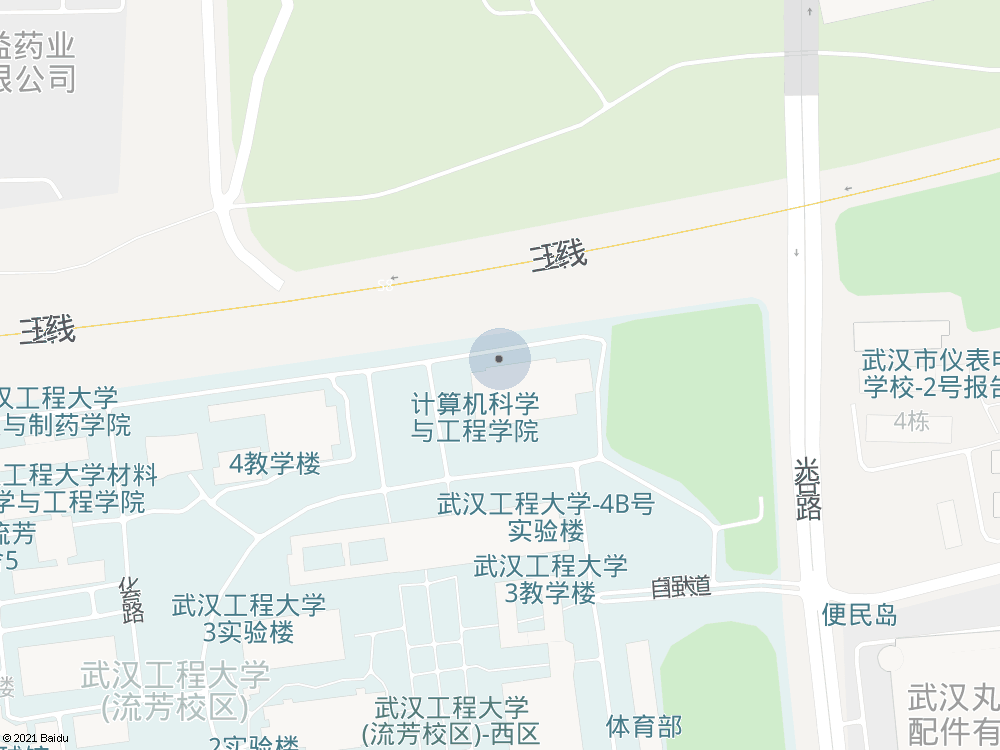 益药业
限公司
三环线
三环线
武汉市仪表电
学校-2号报告
4栋
汉工程大学
与制药学院
计算机科学
与工程学院
4教学楼
工程大学材料
学与工程学院
武汉工程大学-4B号
实验楼
光谷一路
流芳
舍5
武汉工程大学
3教学楼
化育路
自强大道
武汉工程大学
3实验楼
便民岛
武汉工程大学
(流芳校区)
楼
武汉工程大学
(流芳校区)-西区
体育部
武汉丸
配件有
2实验楼
© 2021 Baidu